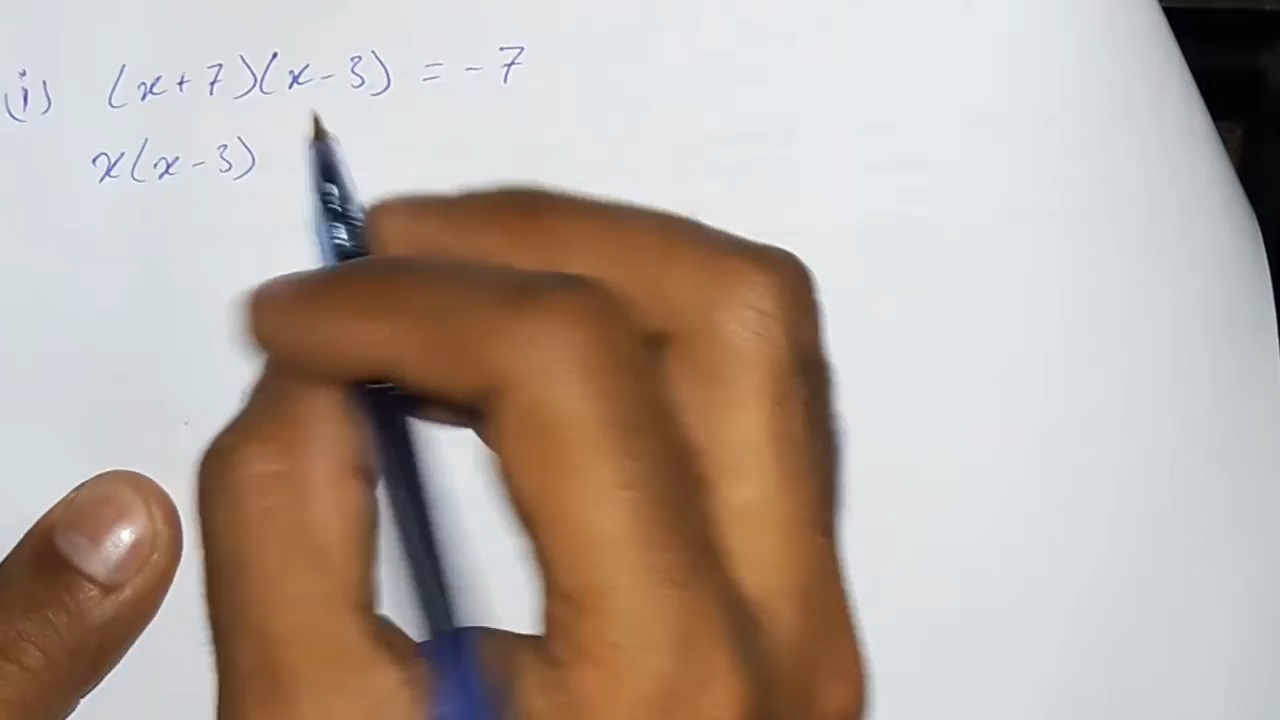 (i) (x+7)(x-3) = -7
x(x-3)